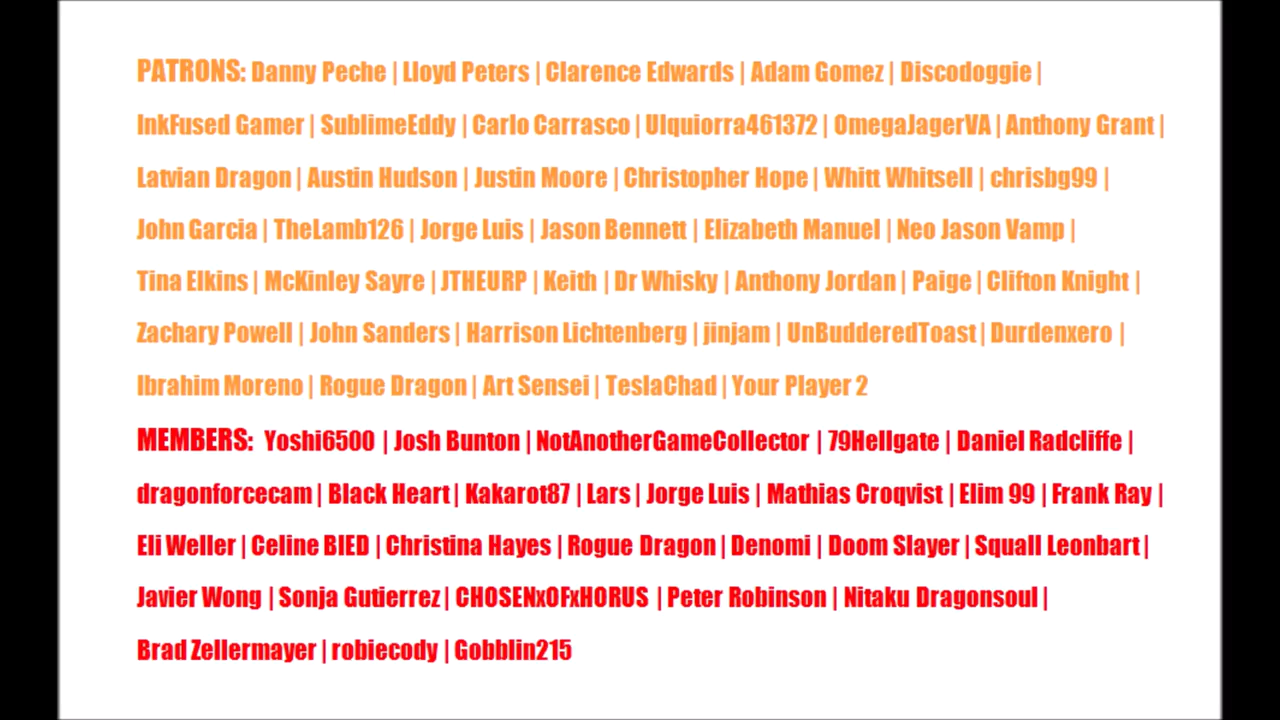 PATRONS: Danny Peche | Lloyd Peters | Clarence Edwards | Adam Gomez | Discodoggie |
InkFused Gamer | SublimeEddy | Carlo Carrasco | Ulquiorra461372 | OmegaJagerVA | Anthony Grant |
Latvian Dragon | Austin Hudson | Justin Moore | Christopher Hope | Whitt Whitsell | chrisbg99 |
John Garcia | TheLamb126 | Jorge Luis | Jason Bennett | Elizabeth Manuel | Neo Jason Vamp |
Tina Elkins | McKinley Sayre | JTHEURP | Keith | Dr Whisky | Anthony Jordan | Paige | Clifton Knight |
Zachary Powell | John Sanders | Harrison Lichtenberg | jinjam | UnBudderedToast | Durdenxero |
Ibrahim Moreno | Rogue Dragon | Art Sensei | TeslaChad | Your Player 2
MEMBERS: Yoshi6500 | Josh Bunton | NotAnotherGameCollector | 79Hellgate | Daniel Radcliffe |
dragonforcecam | Black Heart | Kakarot87 | Lars | Jorge Luis | Mathias Croqvist | Elim 99 | Frank Ray |
Eli Weller | Celine BIED | Christina Hayes | Rogue Dragon | Denomi | Doom Slayer | Squall Leonbart |
Javier Wong | Sonja Gutierrez | CHOSENxOFxHORUS | Peter Robinson | Nitaku Dragonsoul |
Brad Zellermayer | robiecody | Gobblin215